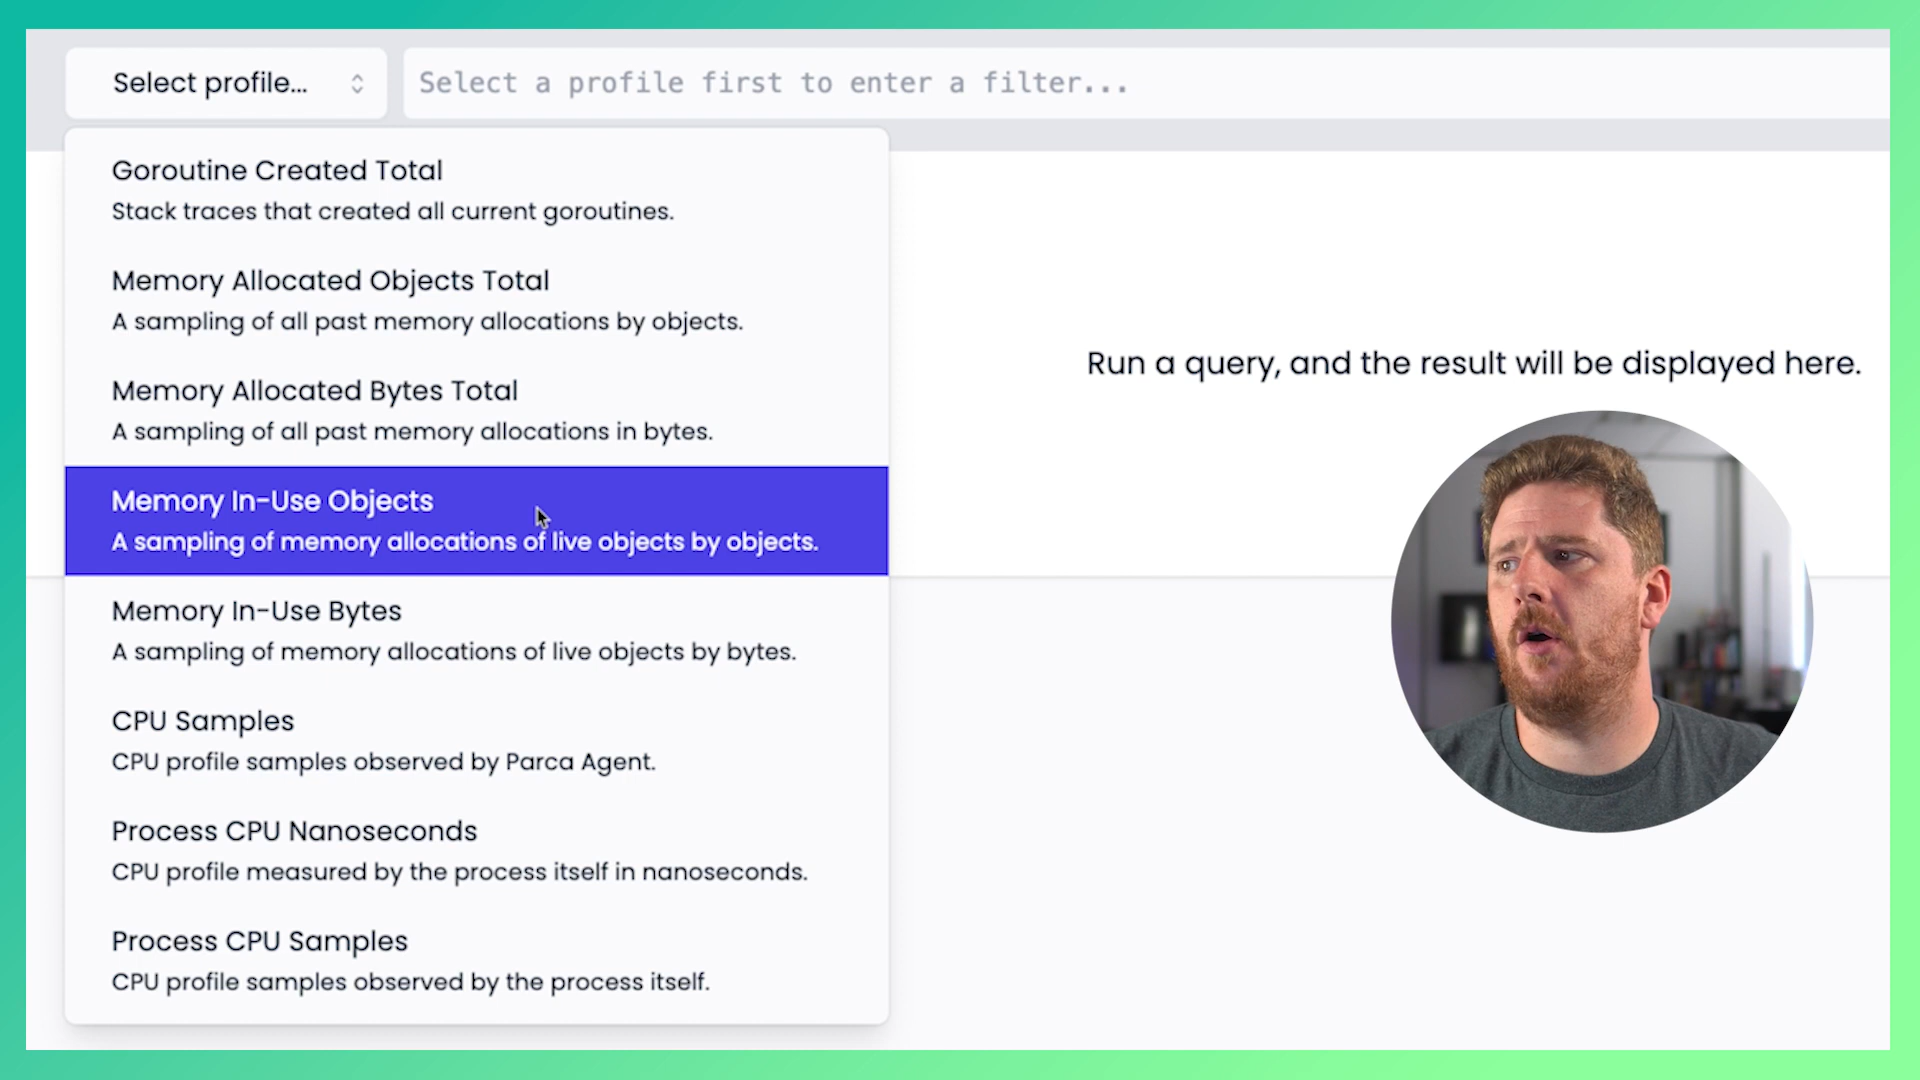 Select profile...
Select a profile first to enter a filter...
Goroutine Created Total
Stack traces that created all current goroutines.
Memory Allocated Objects Total
A sampling of all past memory allocations by objects.
Memory Allocated Bytes Total
A sampling of all past memory allocations in bytes.
Memory In-Use Objects
A sampling of memory allocations of live objects by objects.
Memory In-Use Bytes
A sampling of memory allocations of live objects by bytes.
CPU Samples
CPU profile samples observed by Parca Agent.
Process CPU Nanoseconds
CPU profile measured by the process itself in nanoseconds.
Process CPU Samples
CPU profile samples observed by the process itself.
Run a query, and the result will be displayed here.